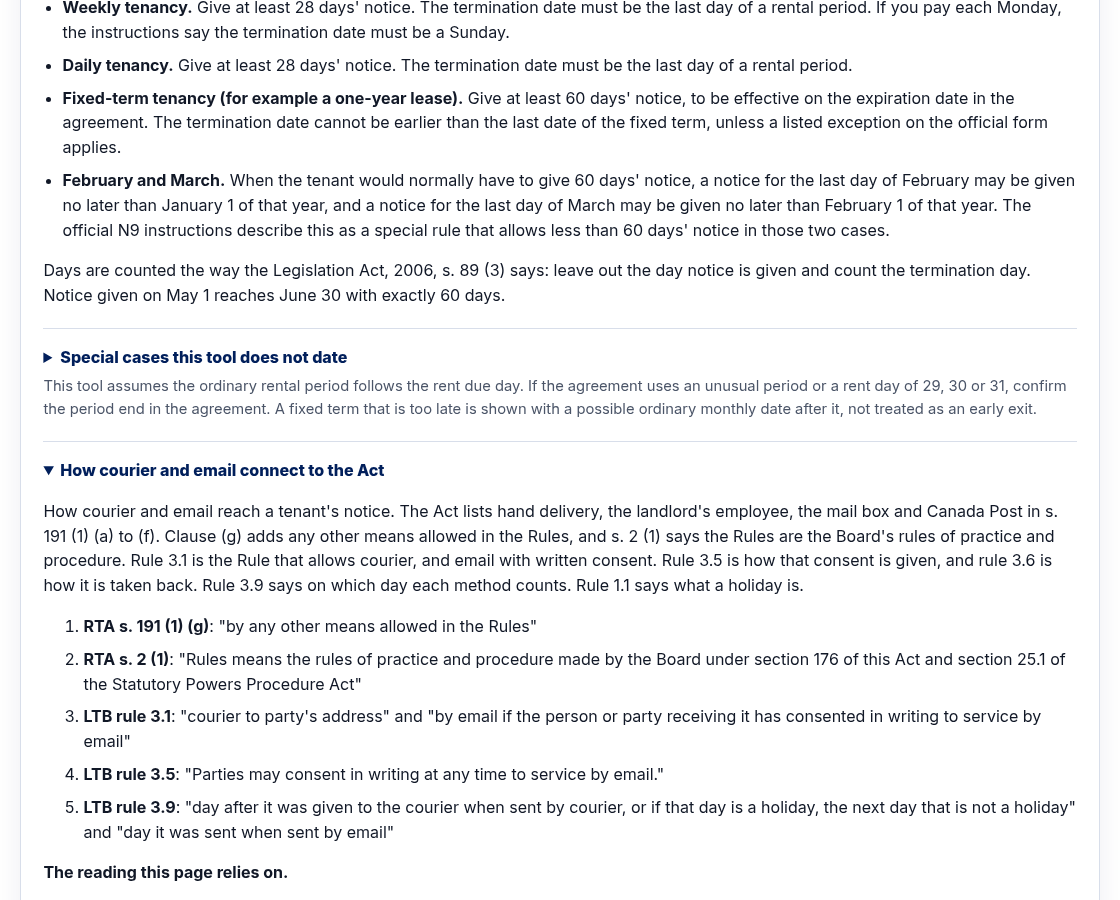 Weekly tenancy. Give at least 28 days' notice. The termination date must be the last day of a rental period. If you pay each Monday,
the instructions say the termination date must be a Sunday.
Daily tenancy. Give at least 28 days' notice. The termination date must be the last day of a rental period.
Fixed-term tenancy (for example a one-year lease). Give at least 60 days' notice, to be effective on the expiration date in the
agreement. The termination date cannot be earlier than the last date of the fixed term, unless a listed exception on the official form
applies.
February and March. When the tenant would normally have to give 60 days' notice, a notice for the last day of February may be given
no later than January 1 of that year, and a notice for the last day of March may be given no later than February 1 of that year. The
official N9 instructions describe this as a special rule that allows less than 60 days' notice in those two cases.
Days are counted the way the Legislation Act, 2006, s. 89 (3) says: leave out the day notice is given and count the termination day.
Notice given on May 1 reaches June 30 with exactly 60 days.
Special cases this tool does not date
This tool assumes the ordinary rental period follows the rent due day. If the agreement uses an unusual period or a rent day of 29, 30 or 31, confirm
the period end in the agreement. A fixed term that is too late is shown with a possible ordinary monthly date after it, not treated as an early exit.
How courier and email connect to the Act
How courier and email reach a tenant's notice. The Act lists hand delivery, the landlord's employee, the mail box and Canada Post in s.
191 (1) (a) to (f). Clause (g) adds any other means allowed in the Rules, and s. 2 (1) says the Rules are the Board's rules of practice and
procedure. Rule 3.1 is the Rule that allows courier, and email with written consent. Rule 3.5 is how that consent is given, and rule 3.6 is
how it is taken back. Rule 3.9 says on which day each method counts. Rule 1.1 says what a holiday is.
1. RTA s. 191 (1) (g): "by any other means allowed in the Rules"
2. RTA s. 2 (1): "Rules means the rules of practice and procedure made by the Board under section 176 of this Act and section 25.1 of
the Statutory Powers Procedure Act"
3. LTB rule 3.1: "courier to party's address" and "by email if the person or party receiving it has consented in writing to service by
email"
4. LTB rule 3.5: "Parties may consent in writing at any time to service by email."
5. LTB rule 3.9: "day after it was given to the courier when sent by courier, or if that day is a holiday, the next day that is not a holiday"
and "day it was sent when sent by email"
The reading this page relies on.